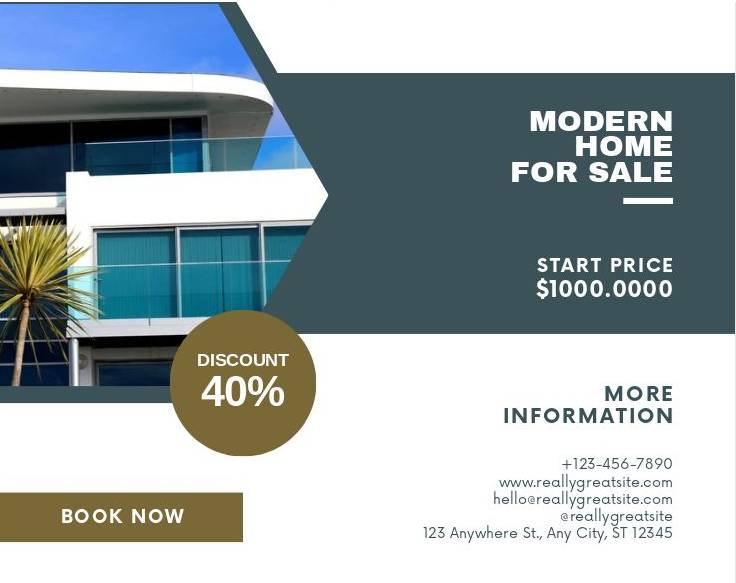 MODERN
HOME
FOR SALE
START PRICE
$1000.0000
DISCOUNT
40%
MORE
INFORMATION
+123-456-7890
www.reallygreatsite.com
hello@reallygreatsite.com
@reallygreatsite
123 Anywhere St., Any City, ST 12345
BOOK NOW